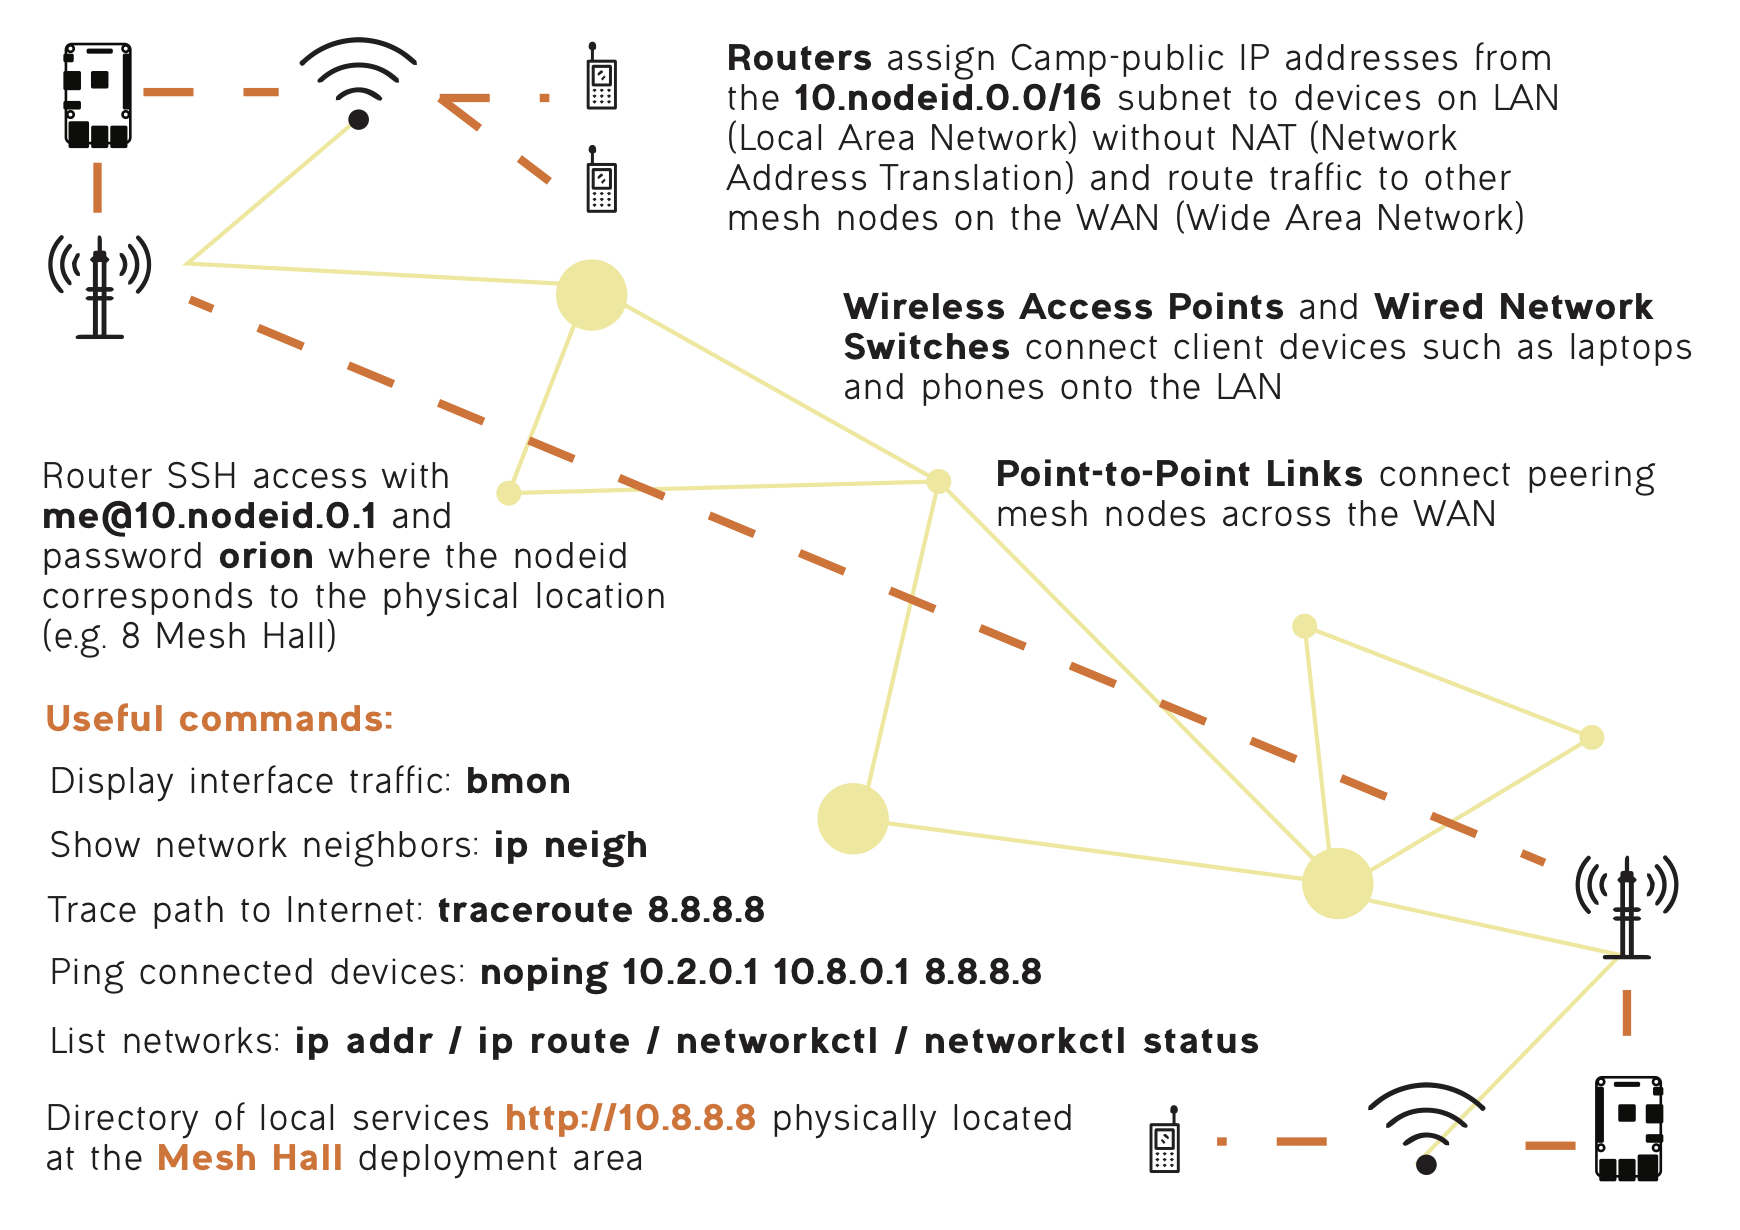 Routers assign Camp-public IP addresses from
the 10.nodeid.0.0/16 subnet to devices on LAN
(Local Area Network) without NAT (Network
Address Translation) and route traffic to other
mesh nodes on the WAN (Wide Area Network)
Wireless Access Points and Wired Network
Switches connect client devices such as laptops
and phones onto the LAN
Point-to-Point Links connect peering
mesh nodes across the WAN
Router SSH access with
me@10.nodeid.0.1 and
password orion where the nodeid
corresponds to the physical location
(e.g. 8 Mesh Hall)
Useful commands:
Display interface traffic: bmon
Show network neighbors: ip neigh
Trace path to Internet: traceroute 8.8.8.8
Ping connected devices: noping 10.2.0.1 10.8.0.1 8.8.8.8
List networks: ip addr / ip route / networkctl / networkctl status
Directory of local services http://10.8.8.8 physically located
at the Mesh Hall deployment area